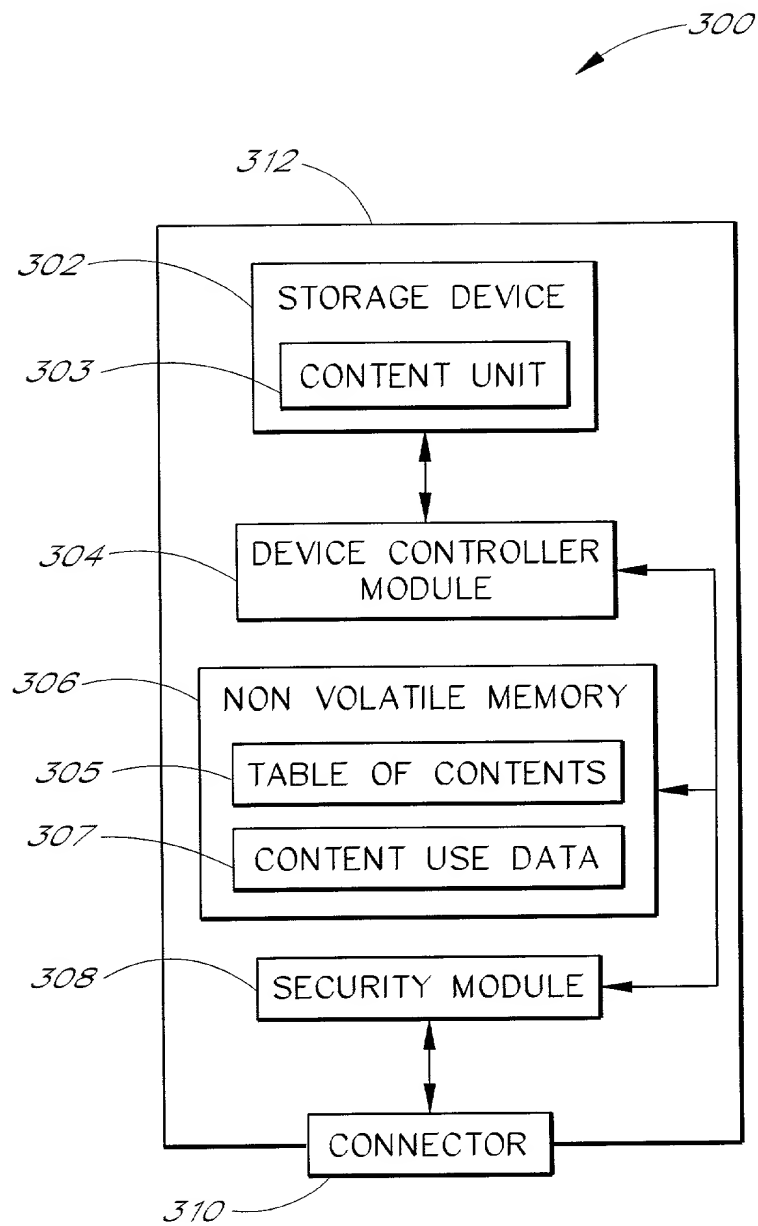 300
312
302
STORAGE DEVICE
303
CONTENT UNIT
304
DEVICE CONTROLLER
MODULE
306
NON VOLATILE MEMORY
305
TABLE OF CONTENTS
307
CONTENT USE DATA
308
SECURITY MODULE
CONNECTOR
310